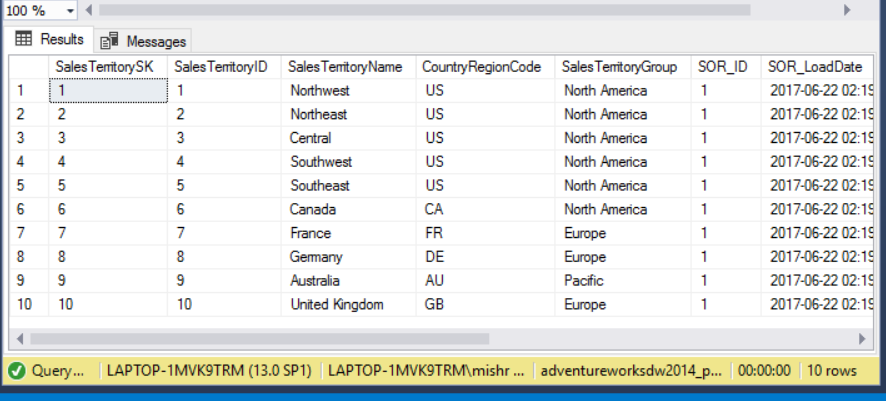 100 %
Results Messages
SalesTerritorySK SalesTerritoryID SalesTerritoryName CountryRegionCode SalesTerritoryGroup SOR_ID SOR_LoadDate
1 1 1 Northwest US North America 1 2017-06-22 02:19
2 2 2 Northeast US North America 1 2017-06-22 02:19
3 3 3 Central US North America 1 2017-06-22 02:19
4 4 4 Southwest US North America 1 2017-06-22 02:19
5 5 5 Southeast US North America 1 2017-06-22 02:19
6 6 6 Canada CA North America 1 2017-06-22 02:19
7 7 7 France FR Europe 1 2017-06-22 02:19
8 8 8 Germany DE Europe 1 2017-06-22 02:19
9 9 9 Australia AU Pacific 1 2017-06-22 02:19
10 10 10 United Kingdom GB Europe 1 2017-06-22 02:19
Query... LAPTOP-1MVK9TRM (13.0 SP1) LAPTOP-1MVK9TRM\mishr ... adventureworksdw2014_p... 00:00:00 10 rows